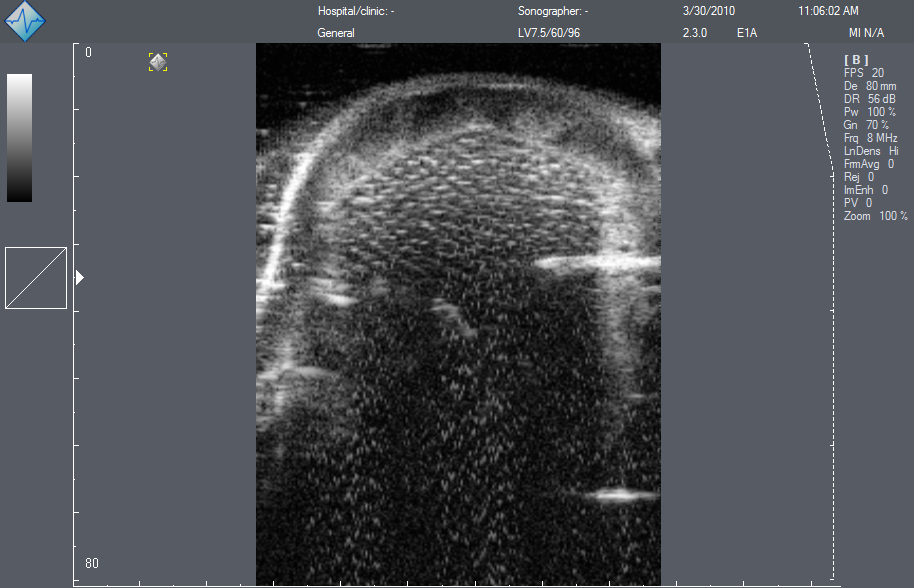 Hospital/clinic: - Sonographer: - 3/30/2010 11:06:02 AM
General LV7.5/60/96 2.3.0 E1A MI N/A
0
[ B ]
FPS 20
De 80 mm
DR 56 dB
Pw 100 %
Gn 70 %
Frq 8 MHz
LnDens Hi
FrmAvg 0
Rej 0
ImEnh 0
PV 0
Zoom 100 %
80